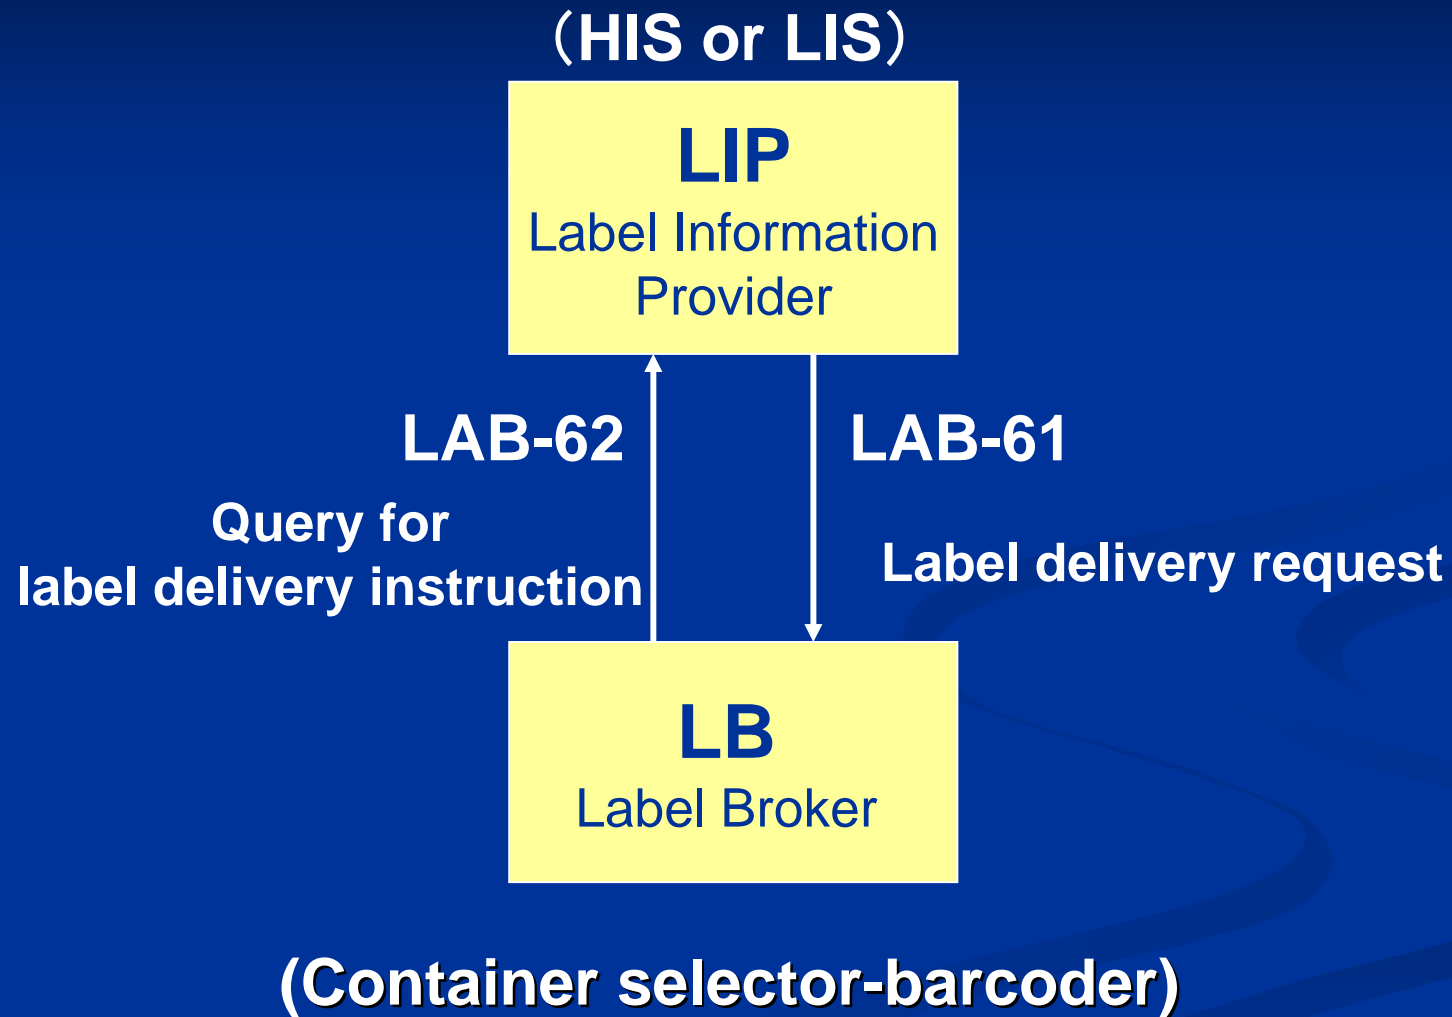 （HIS or LIS）
LIP
Label Information
Provider
LAB-62
LAB-61
Query for
label delivery instruction
Label delivery request
LB
Label Broker
(Container selector-barcoder)